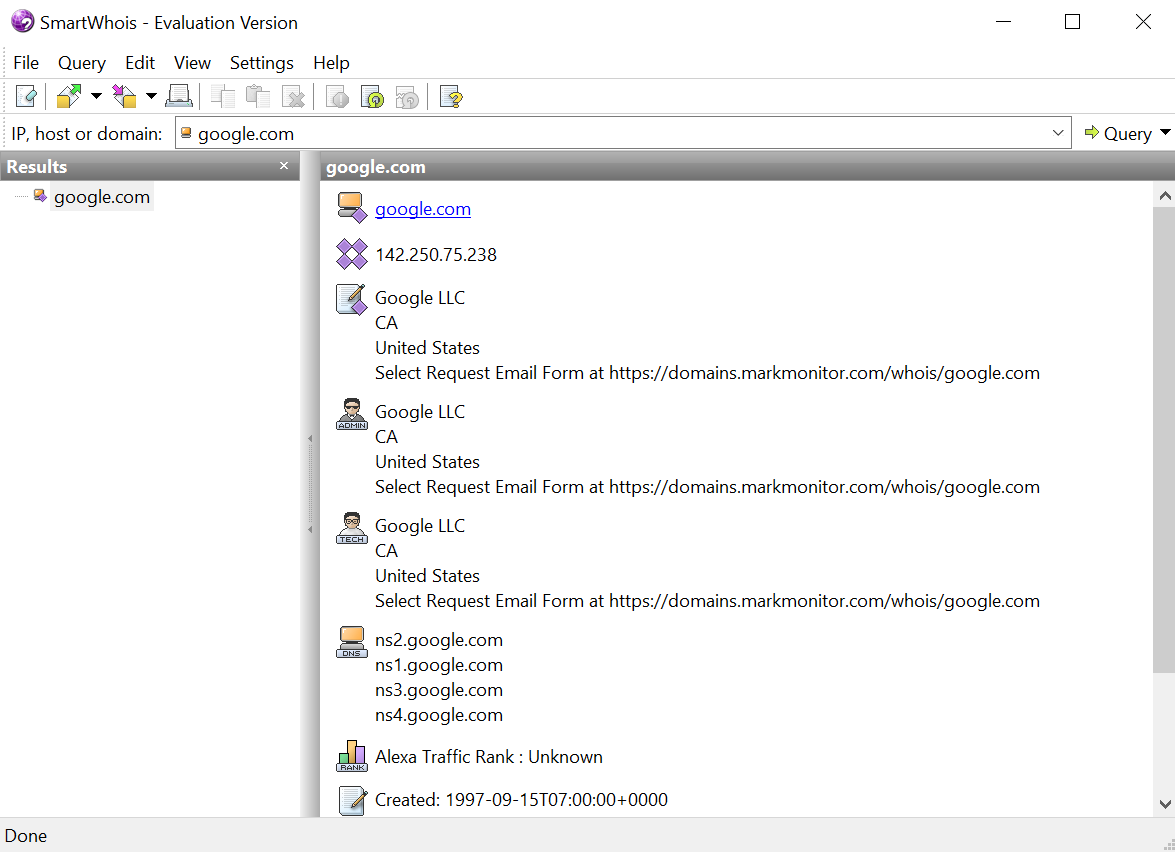 SmartWhois - Evaluation Version
File Query Edit View Settings Help
IP, host or domain: google.com Query
Results
google.com
google.com
google.com
142.250.75.238
Google LLC
CA
United States
Select Request Email Form at https://domains.markmonitor.com/whois/google.com
ADMIN
Google LLC
CA
United States
Select Request Email Form at https://domains.markmonitor.com/whois/google.com
TECH
Google LLC
CA
United States
Select Request Email Form at https://domains.markmonitor.com/whois/google.com
DNS
ns2.google.com
ns1.google.com
ns3.google.com
ns4.google.com
RANK
Alexa Traffic Rank : Unknown
Created: 1997-09-15T07:00:00+0000
Done